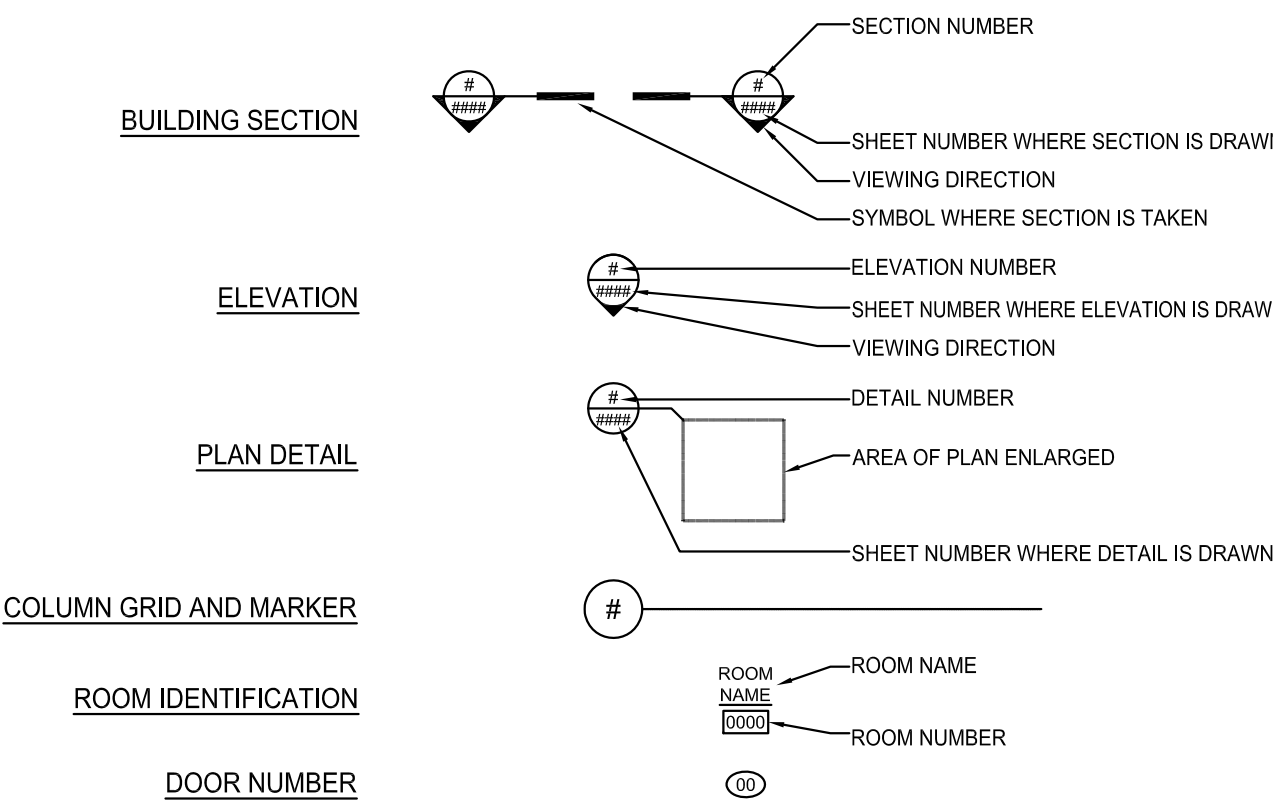 SECTION NUMBER
# #
BUILDING SECTION
#### ####
SHEET NUMBER WHERE SECTION IS DRAWN
VIEWING DIRECTION
SYMBOL WHERE SECTION IS TAKEN
ELEVATION
#
####
ELEVATION NUMBER
SHEET NUMBER WHERE ELEVATION IS DRAW
VIEWING DIRECTION
PLAN DETAIL
#
####
DETAIL NUMBER
AREA OF PLAN ENLARGED
SHEET NUMBER WHERE DETAIL IS DRAWN
COLUMN GRID AND MARKER
#
ROOM IDENTIFICATION
ROOM
NAME
0000
ROOM NAME
ROOM NUMBER
DOOR NUMBER
00